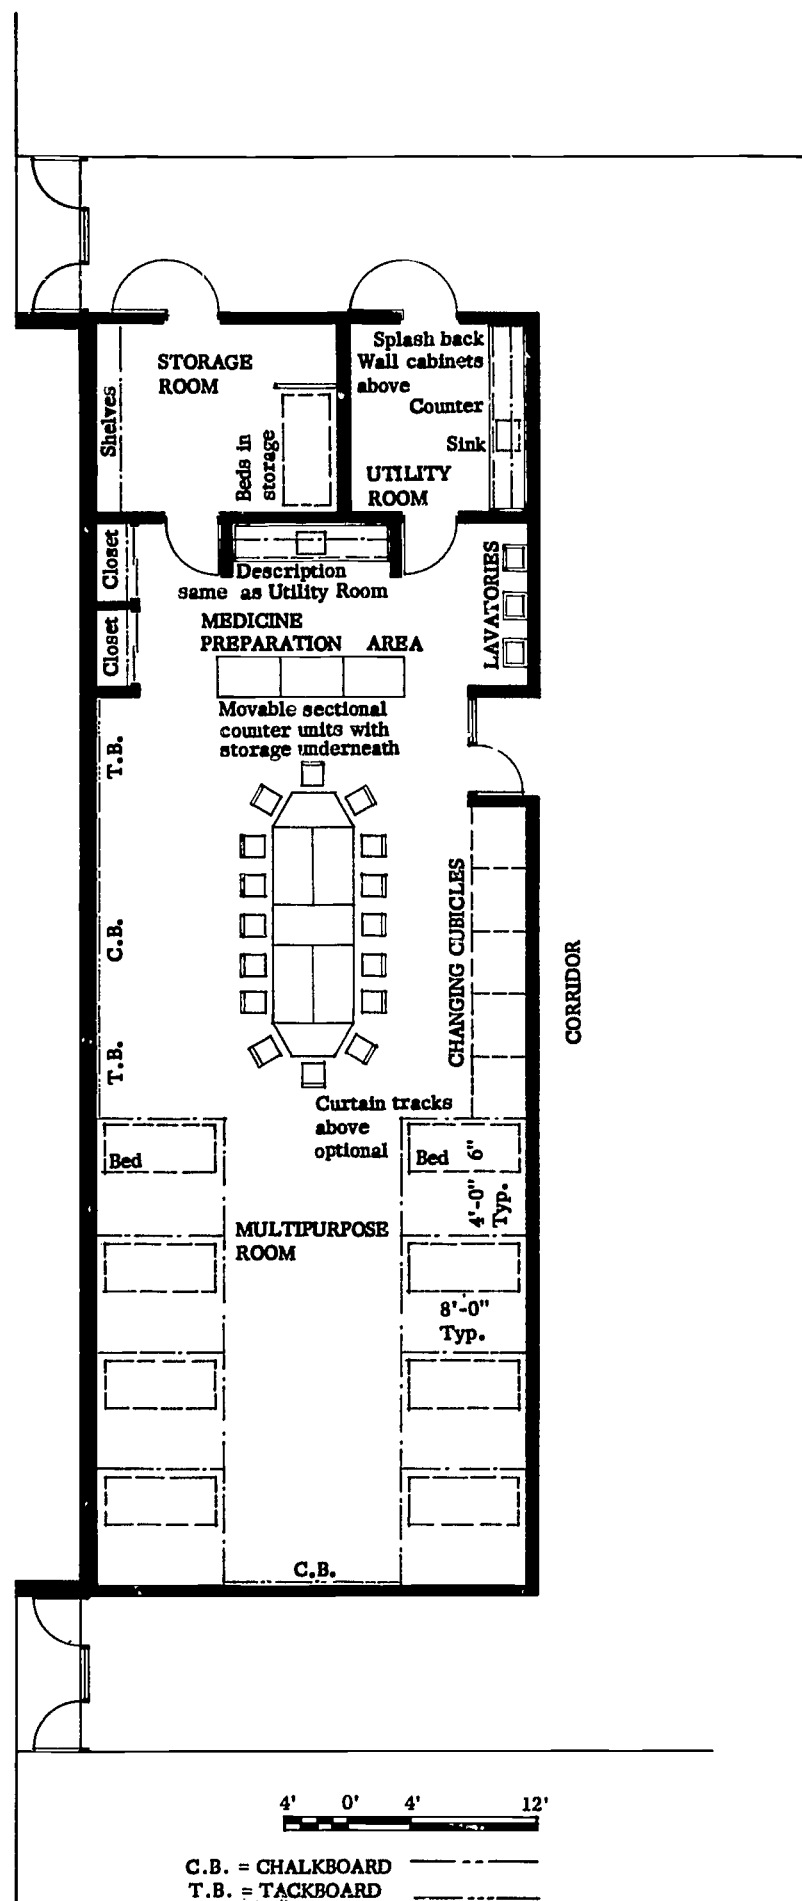 Splash back
Wall cabinets
above
Counter
Sink
STORAGE
ROOM
Shelves
Beds in
storage
UTILITY
ROOM
Closet
Closet
Description
same as Utility Room
MEDICINE
PREPARATION AREA
LAVATORIES
Movable sectional
counter units with
storage underneath
T.B.
C.B.
T.B.
CHANGING CUBICLES
CORRIDOR
Curtain tracks
above
optional
Bed
Bed
6"
4'-0"
Typ.
MULTIPURPOSE
ROOM
8'-0"
Typ.
C.B.
4' 0' 4' 12'
C.B. = CHALKBOARD
T.B. = TACKBOARD